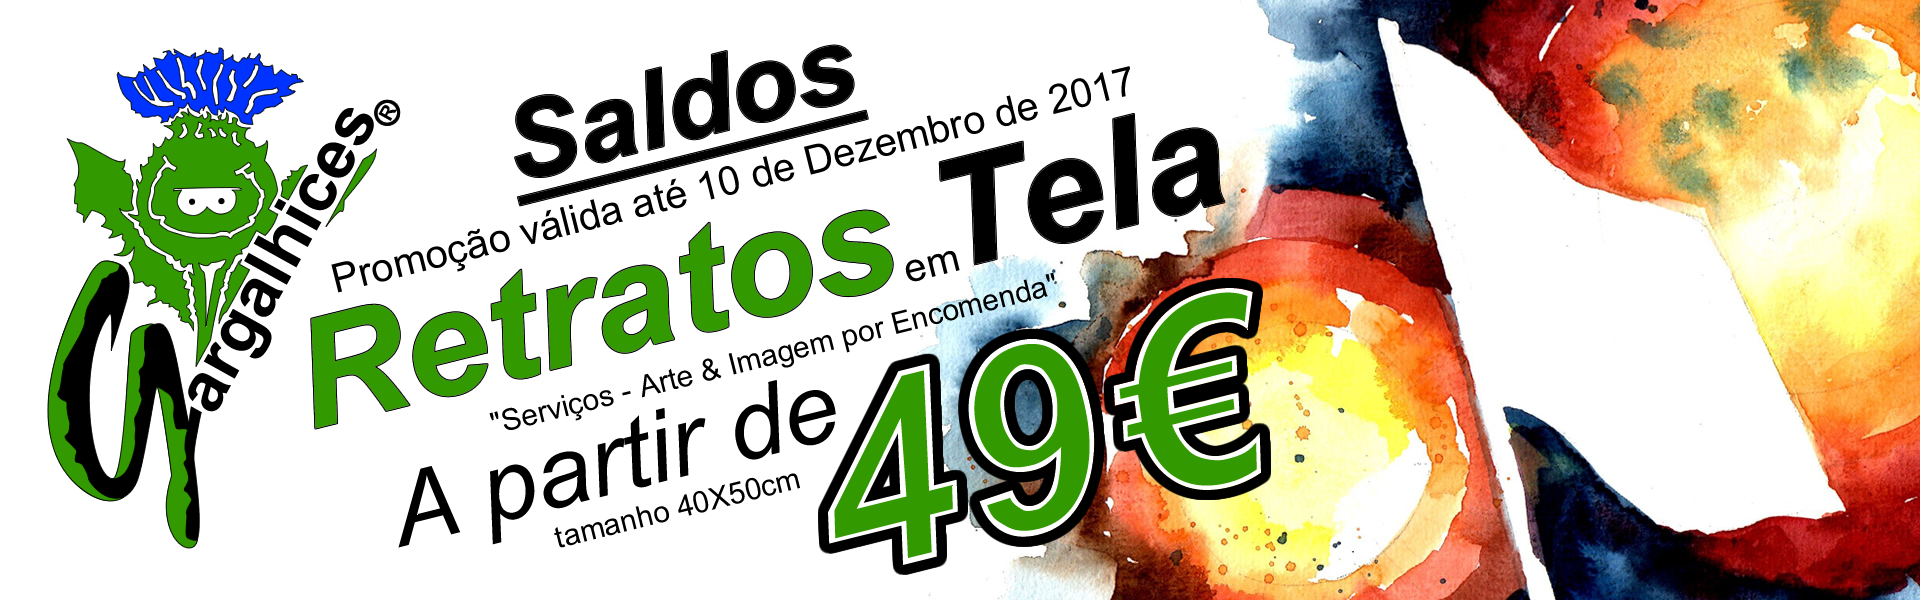 Gargalhices®
Saldos
Promoção válida até 10 de Dezembro de 2017
Retratos em Tela
"Serviços - Arte & Imagem por Encomenda"
A partir de 49€
tamanho 40X50cm